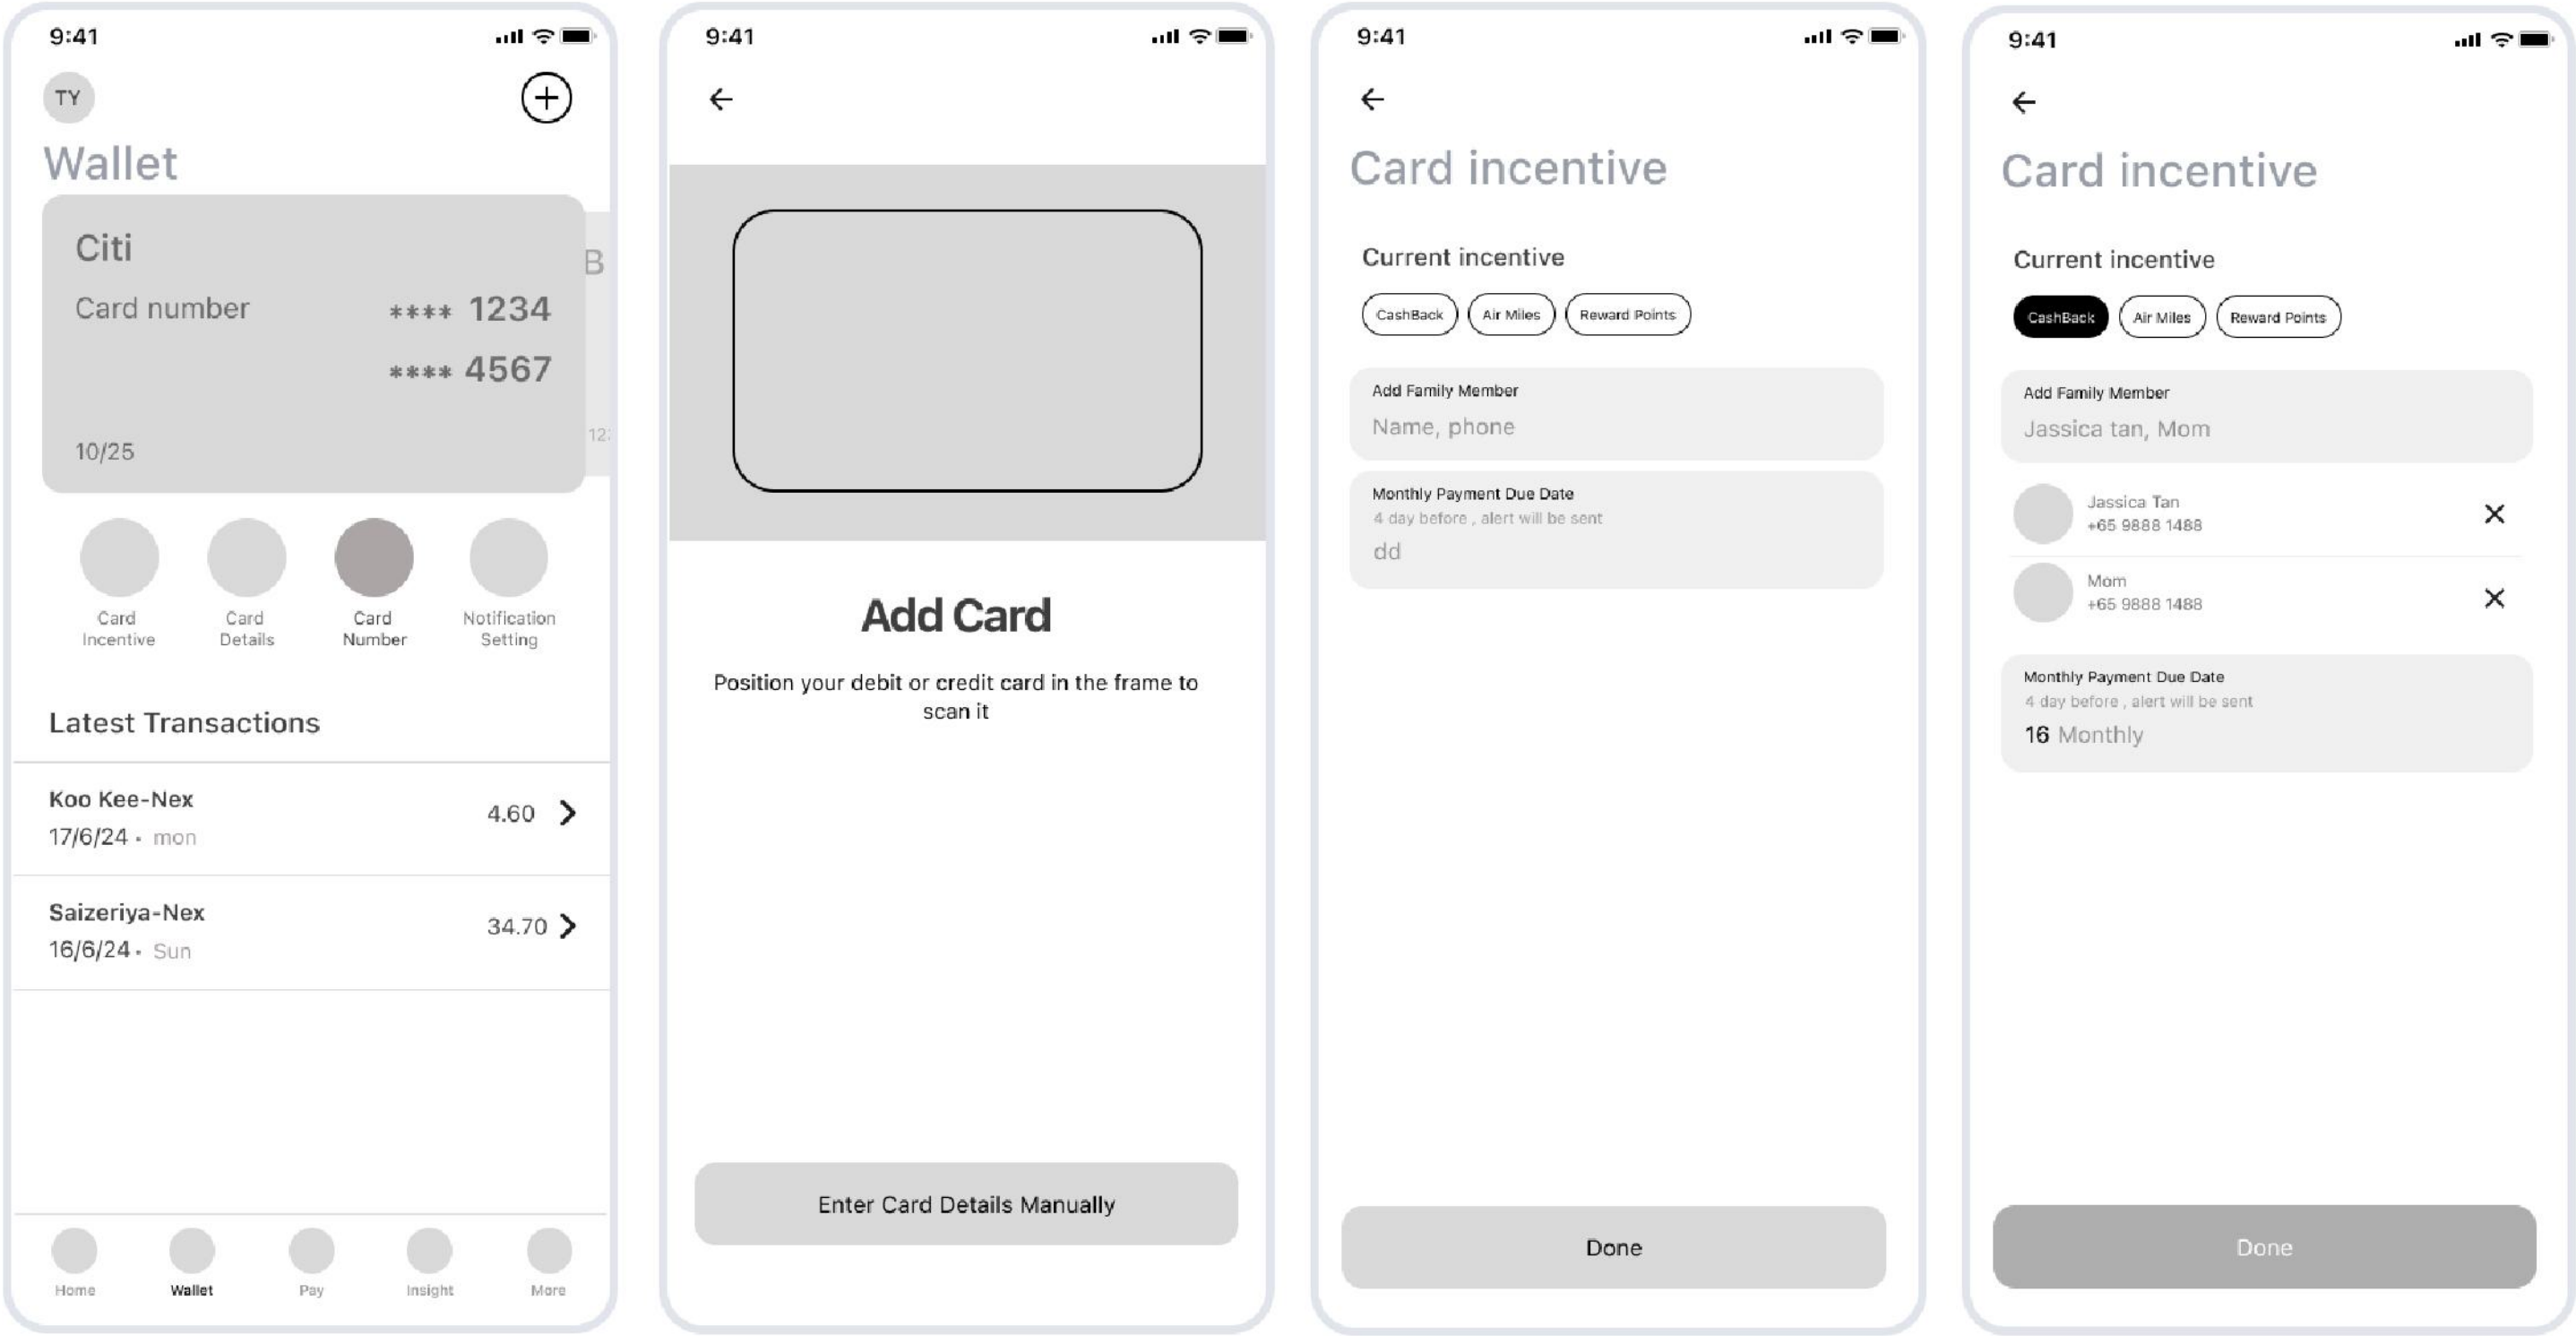 9:41
TY
Wallet
Citi
B
Card number **** 1234
**** 4567
10/25
12
Card Incentive
Card Details
Card Number
Notification Setting
Latest Transactions
Koo Kee-Nex
4.60
17/6/24 • mon
Saizeriya-Nex
34.70
16/6/24 • Sun
Home
Wallet
Pay
Insight
More
9:41
Add Card
Position your debit or credit card in the frame to
scan it
Enter Card Details Manually
9:41
Card incentive
Current incentive
CashBack
Air Miles
Reward Points
Add Family Member
Name, phone
Monthly Payment Due Date
4 day before , alert will be sent
dd
Done
9:41
Card incentive
Current incentive
CashBack
Air Miles
Reward Points
Add Family Member
Jassica tan, Mom
Jassica Tan
+65 9888 1488
Mom
+65 9888 1488
Monthly Payment Due Date
4 day before , alert will be sent
16 Monthly
Done